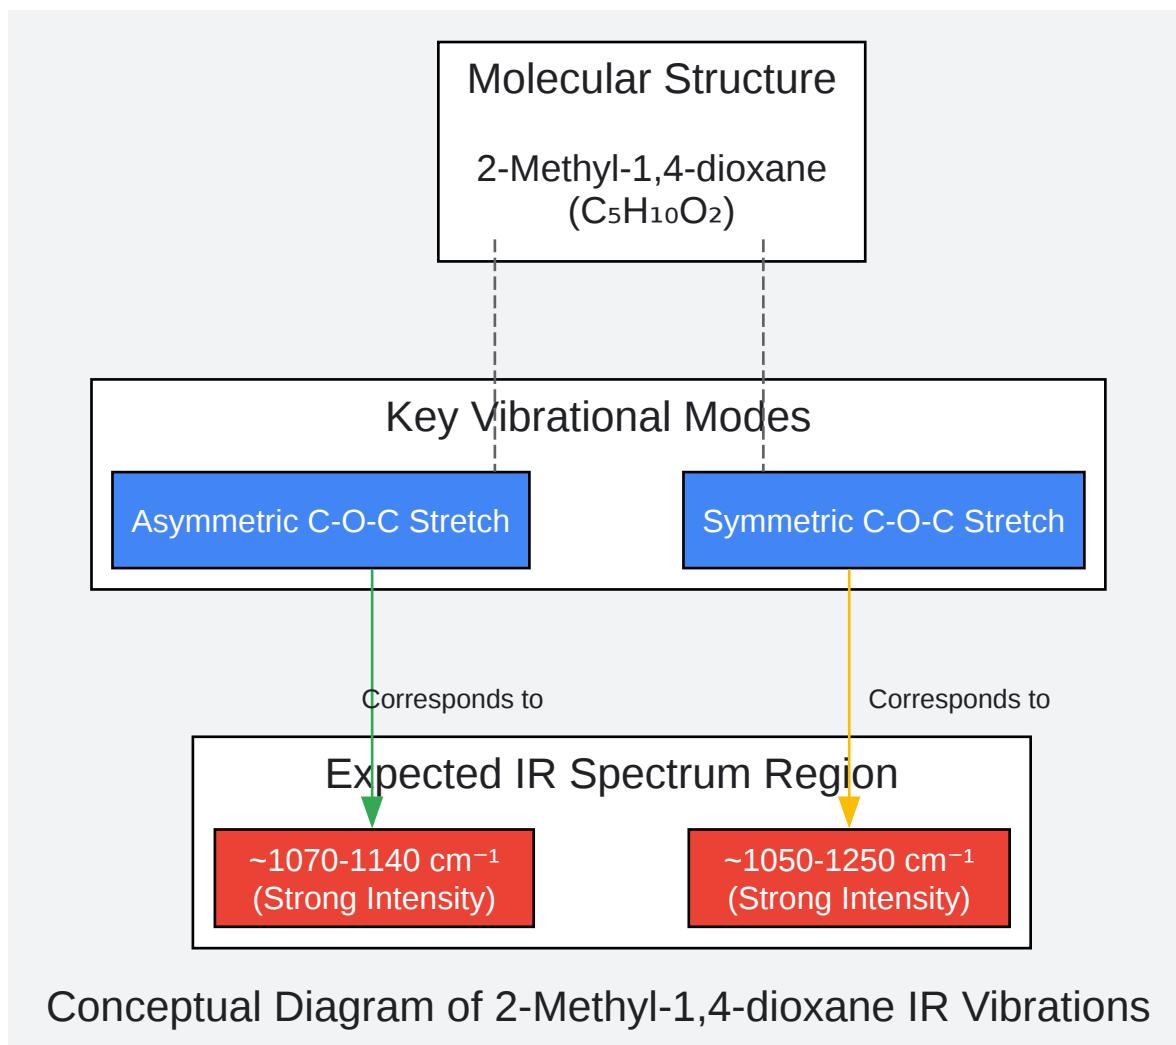 Molecular Structure
2-Methyl-1,4-dioxane
(C₅H₁₀O₂)
Key Vibrational Modes
Asymmetric C-O-C Stretch
Symmetric C-O-C Stretch
Corresponds to
Corresponds to
Expected IR Spectrum Region
~1070-1140 cm⁻¹
(Strong Intensity)
~1050-1250 cm⁻¹
(Strong Intensity)
Conceptual Diagram of 2-Methyl-1,4-dioxane IR Vibrations